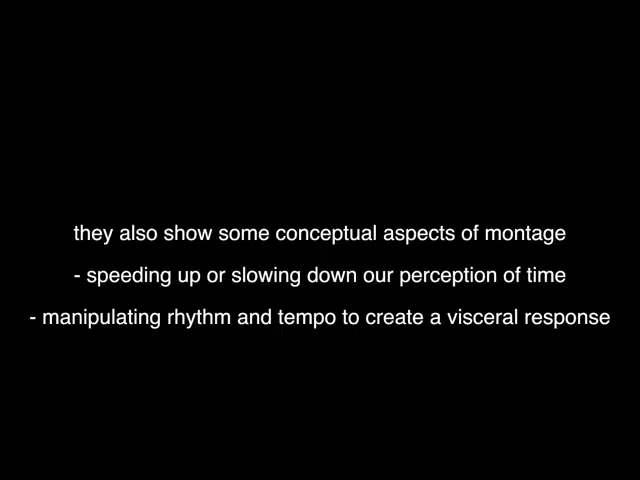 they also show some conceptual aspects of montage
- speeding up or slowing down our perception of time
- manipulating rhythm and tempo to create a visceral response